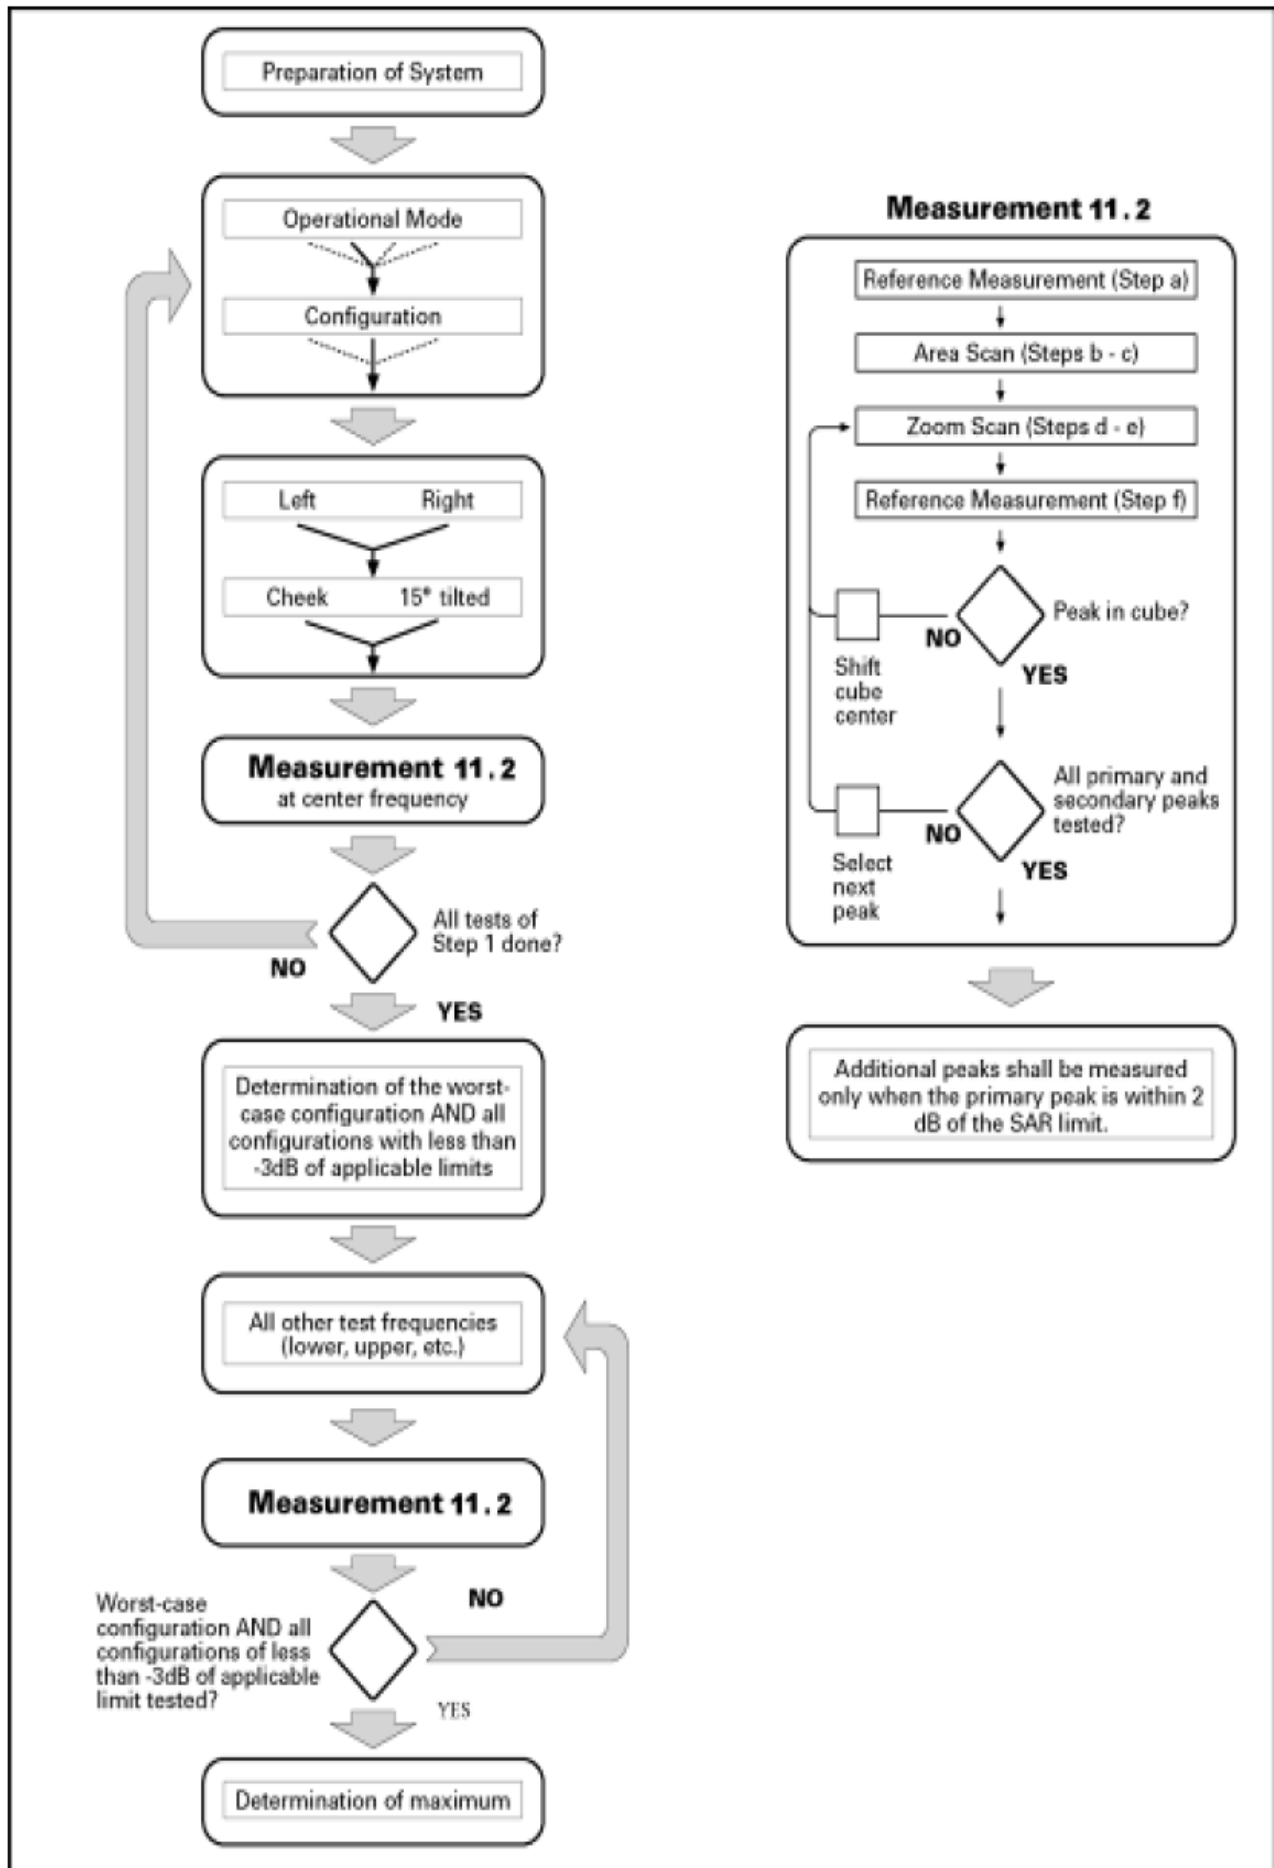 Preparation of System
Operational Mode
Configuration
Left Right
Cheek 15° tilted
Measurement 11.2
at center frequency
All tests of
Step 1 done?
NO
YES
Determination of the worst-
case configuration AND all
configurations with less than
-3dB of applicable limits
All other test frequencies
(lower, upper, etc.)
Measurement 11.2
NO
Worst-case
configuration AND all
configurations of less
than -3dB of applicable
limit tested?
YES
Determination of maximum
Measurement 11.2
Reference Measurement (Step a)
Area Scan (Steps b - c)
Zoom Scan (Steps d - e)
Reference Measurement (Step f)
Peak in cube?
NO
Shift
cube
center
YES
All primary and
secondary peaks
tested?
NO
Select
next
peak
YES
Additional peaks shall be measured
only when the primary peak is within 2
dB of the SAR limit.